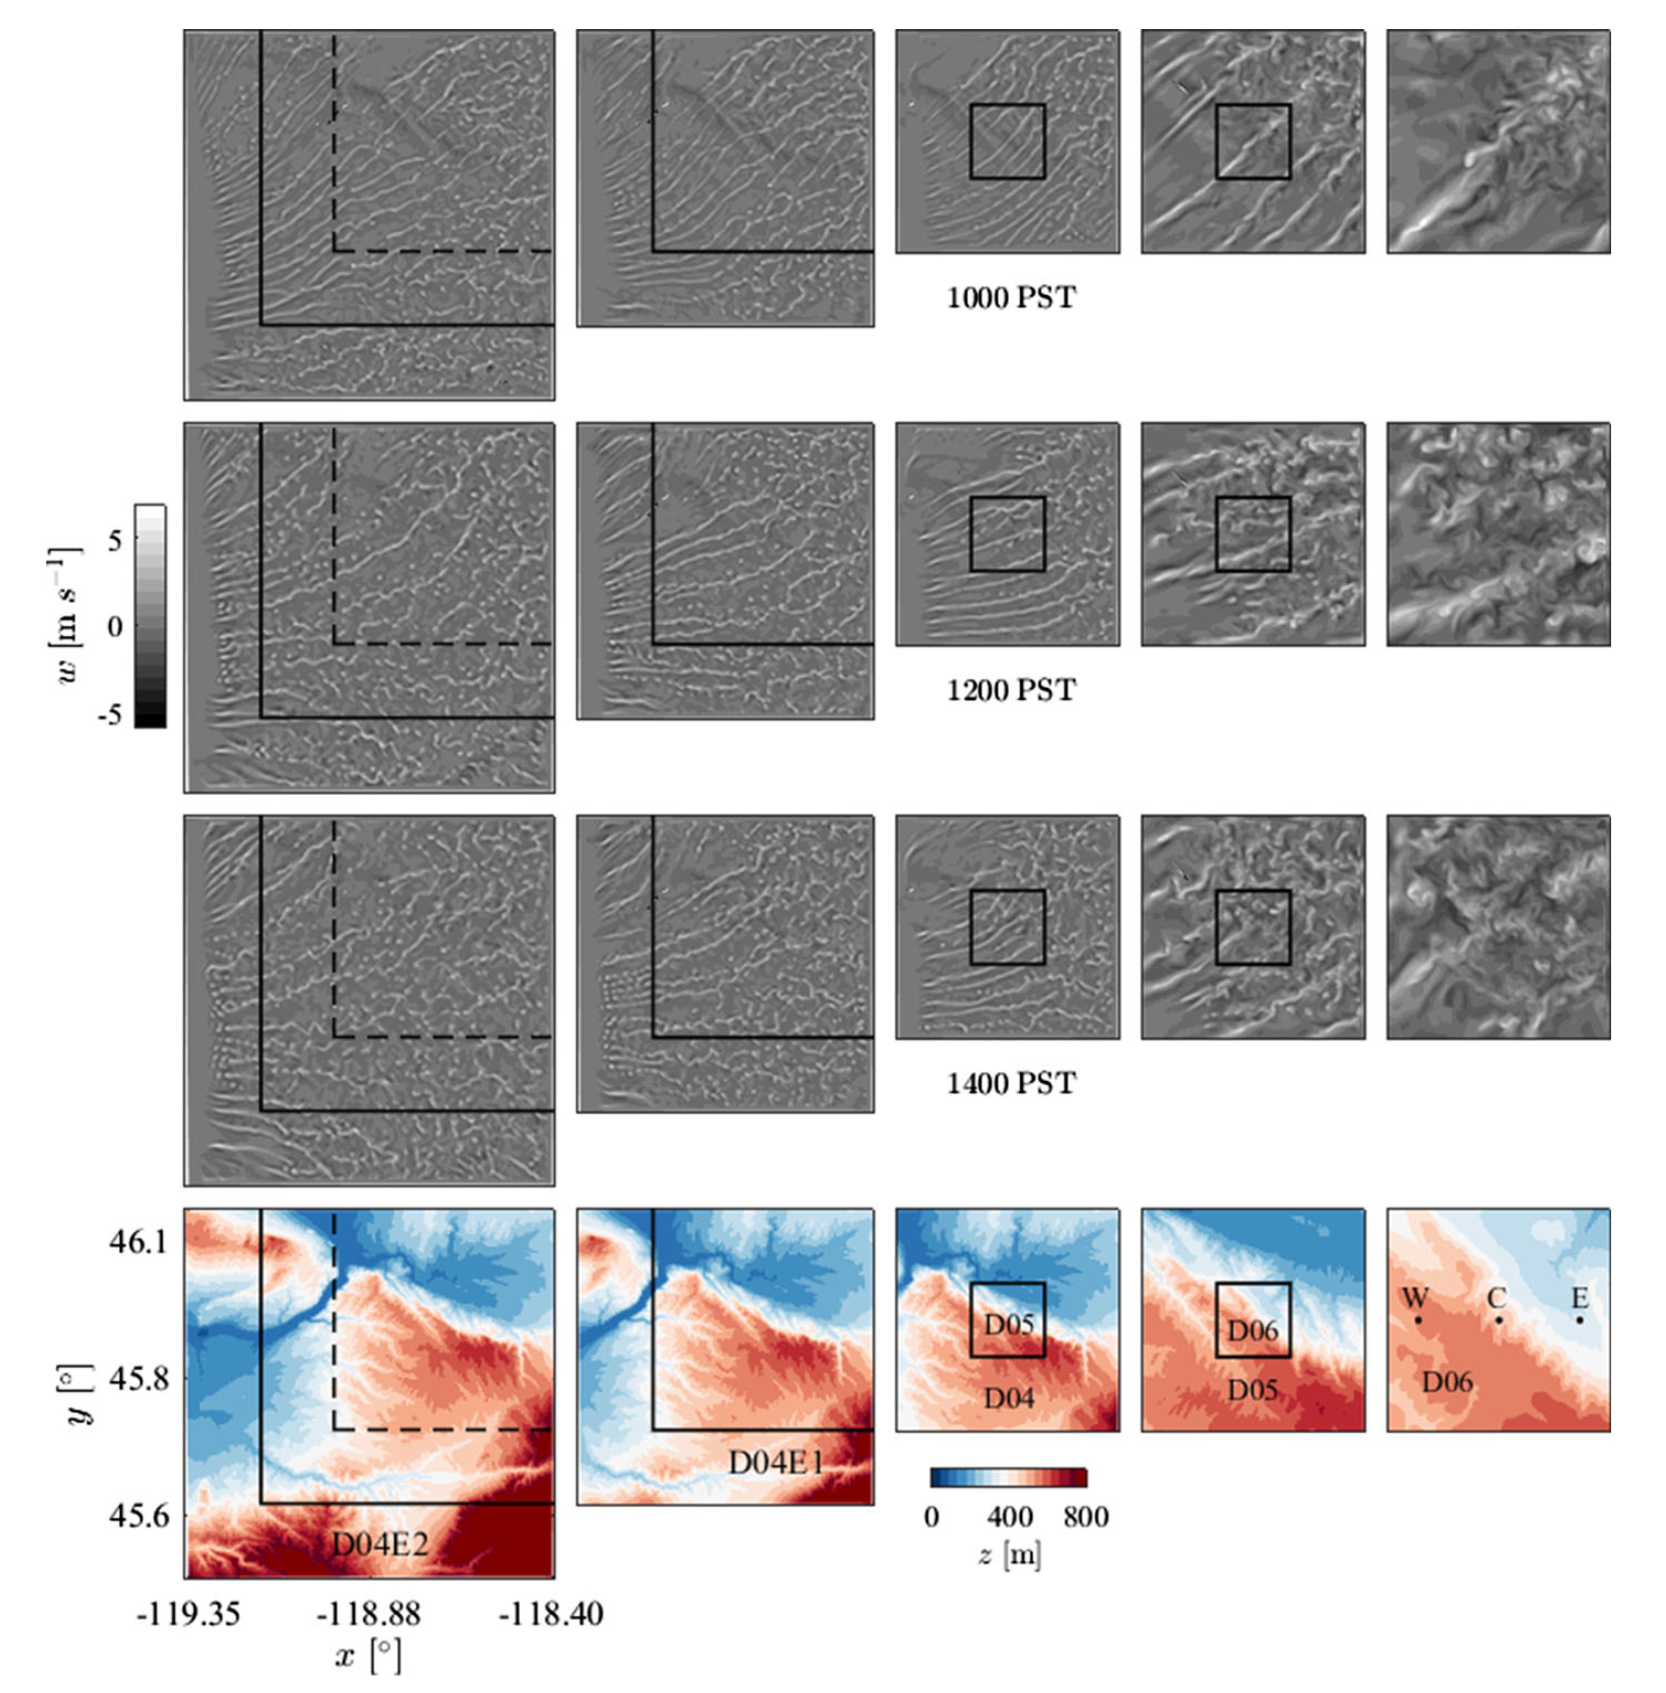 1000 PST
5
0
-5
w [m s⁻¹]
1200 PST
1400 PST
46.1
45.8
45.6
y [°]
D04E2
D04E1
D05
D04
D06
D05
W C E
D06
0 400 800
z [m]
-119.35 -118.88 -118.40
x [°]